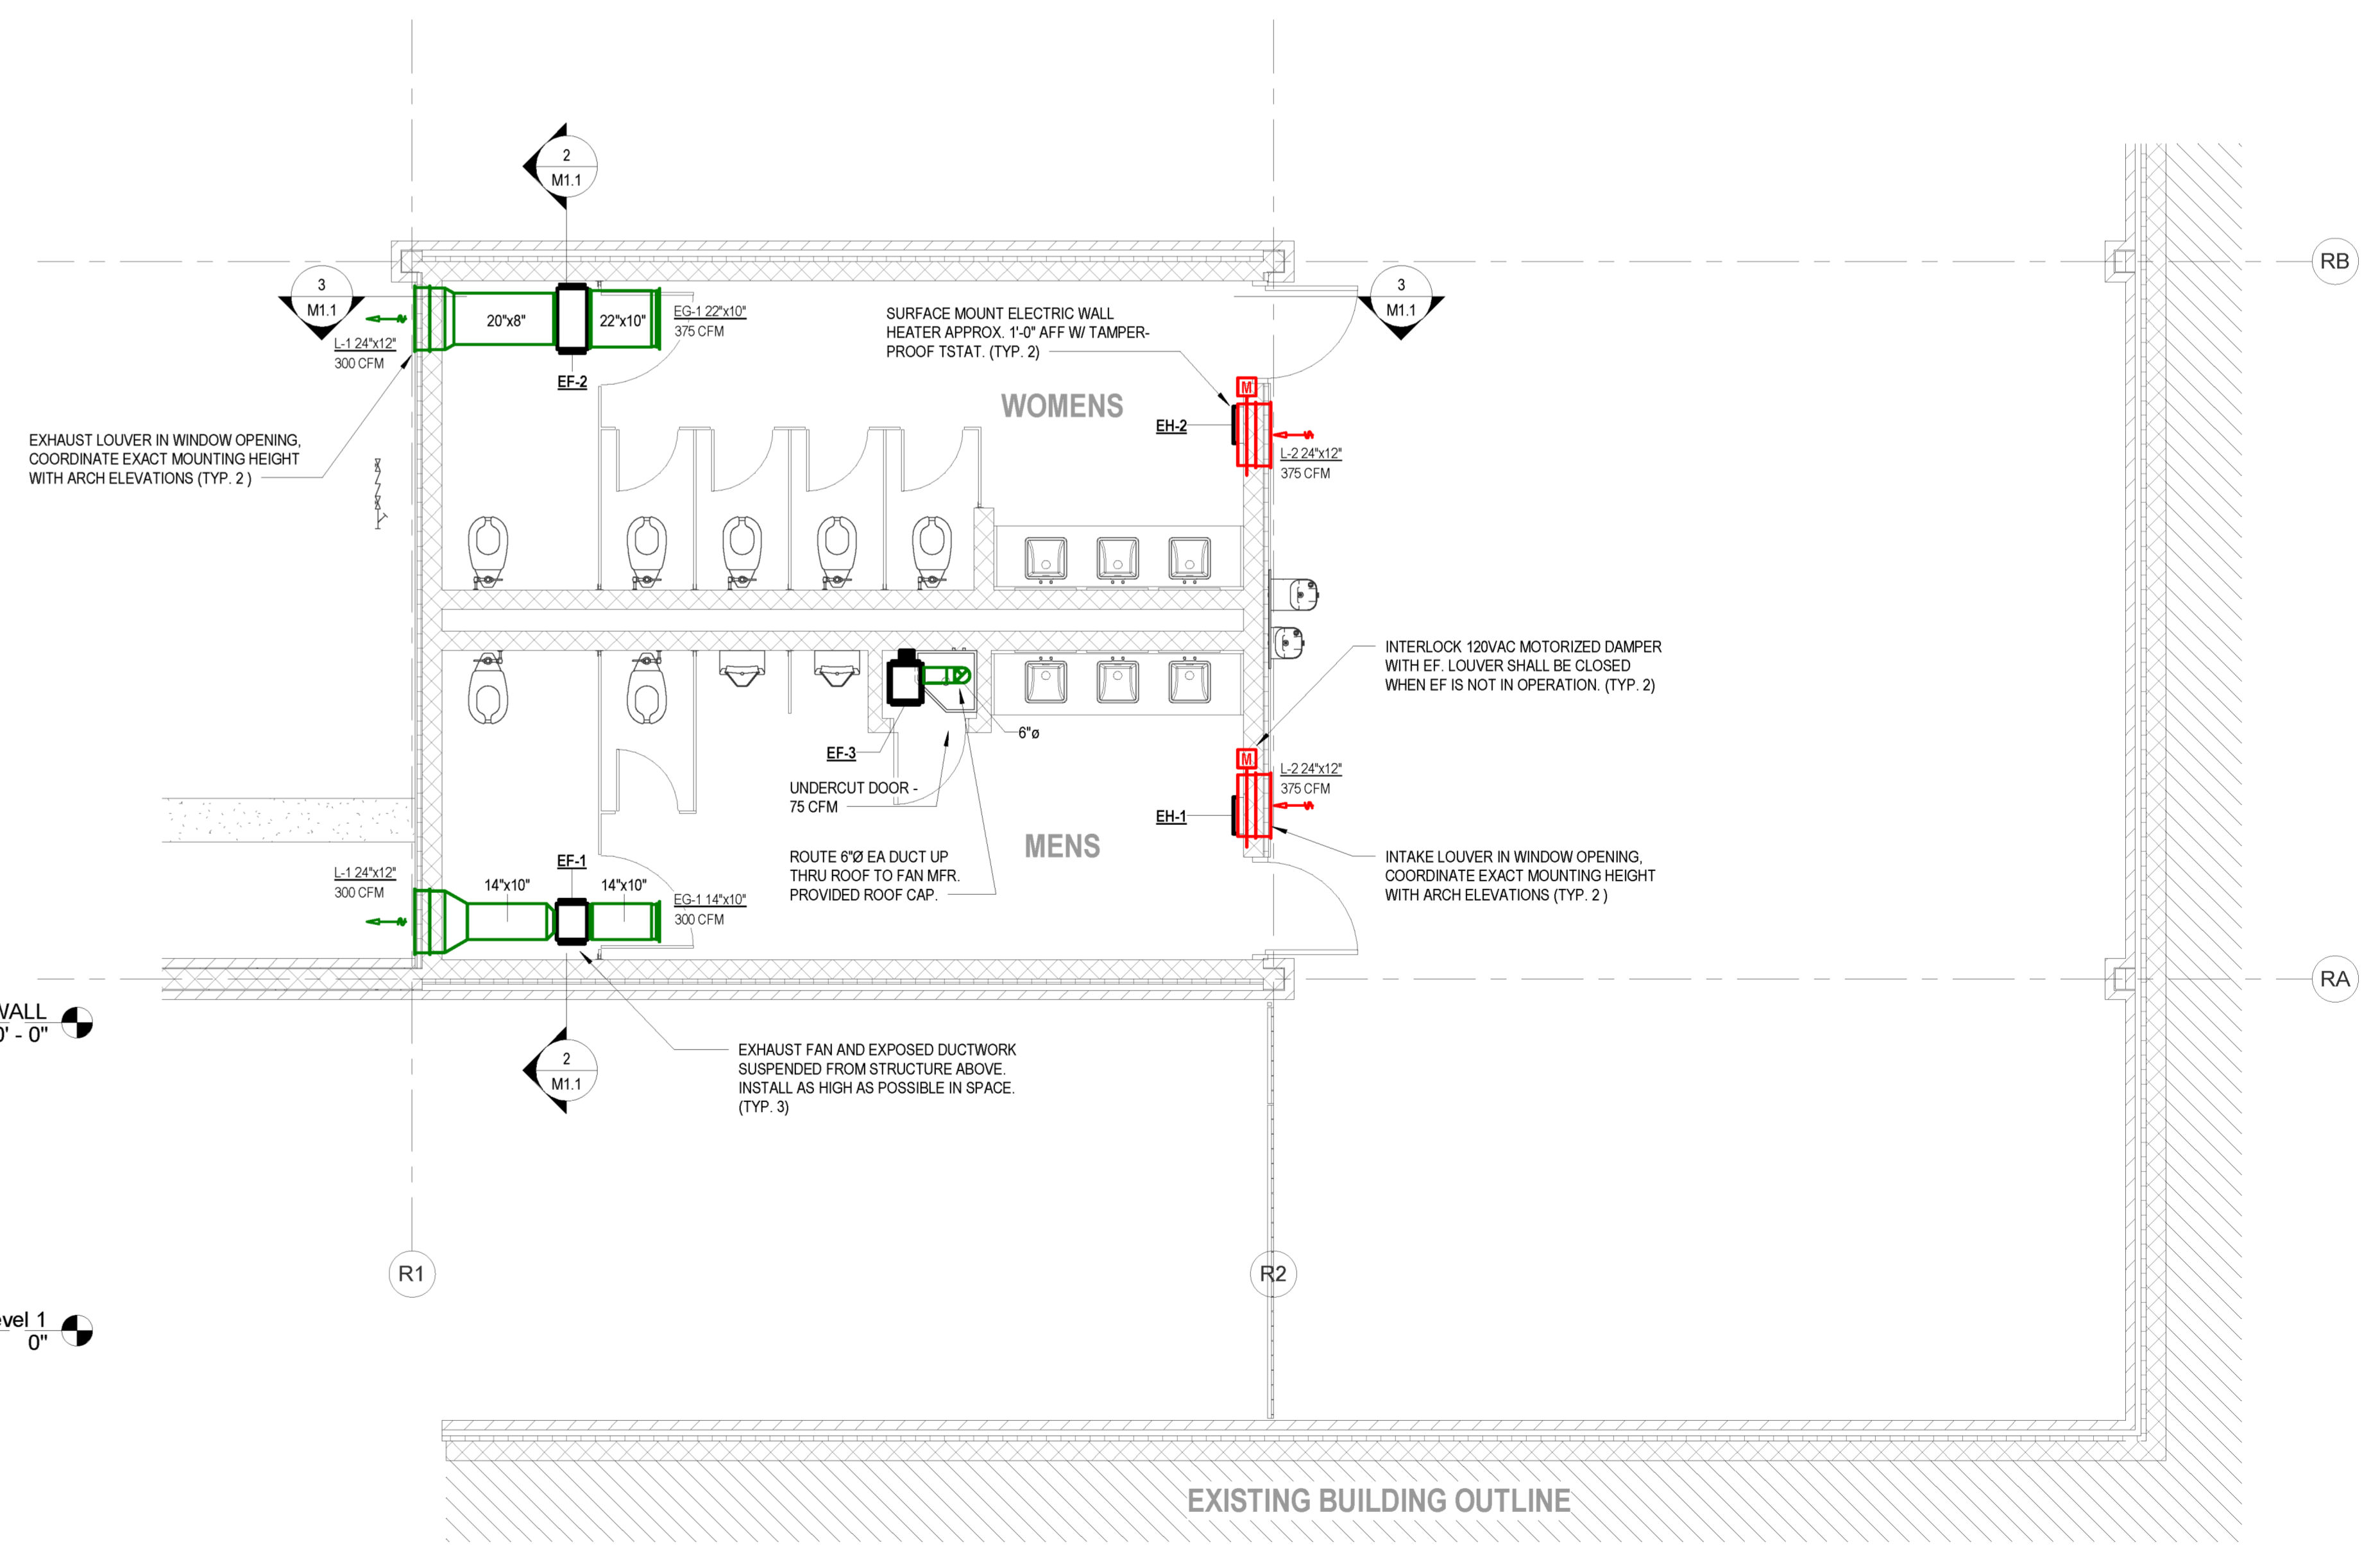 2
M1.1
RB
3
M1.1
3
M1.1
20"x8"
22"x10"
EG-1 22"x10"
375 CFM
L-1 24"x12"
300 CFM
EF-2
SURFACE MOUNT ELECTRIC WALL
HEATER APPROX. 1'-0" AFF W/ TAMPER-
PROOF TSTAT. (TYP. 2)
WOMENS
M
EH-2
L-2 24"x12"
375 CFM
EXHAUST LOUVER IN WINDOW OPENING,
COORDINATE EXACT MOUNTING HEIGHT
WITH ARCH ELEVATIONS (TYP. 2 )
INTERLOCK 120VAC MOTORIZED DAMPER
WITH EF. LOUVER SHALL BE CLOSED
WHEN EF IS NOT IN OPERATION. (TYP. 2)
6"ø
EF-3
UNDERCUT DOOR -
75 CFM
M
L-2 24"x12"
375 CFM
EH-1
MENS
ROUTE 6"Ø EA DUCT UP
THRU ROOF TO FAN MFR.
PROVIDED ROOF CAP.
INTAKE LOUVER IN WINDOW OPENING,
COORDINATE EXACT MOUNTING HEIGHT
WITH ARCH ELEVATIONS (TYP. 2 )
EF-1
L-1 24"x12"
300 CFM
14"x10"
14"x10"
EG-1 14"x10"
300 CFM
RA
WALL
0' - 0"
2
M1.1
EXHAUST FAN AND EXPOSED DUCTWORK
SUSPENDED FROM STRUCTURE ABOVE.
INSTALL AS HIGH AS POSSIBLE IN SPACE.
(TYP. 3)
R1
R2
evel 1
0"
EXISTING BUILDING OUTLINE